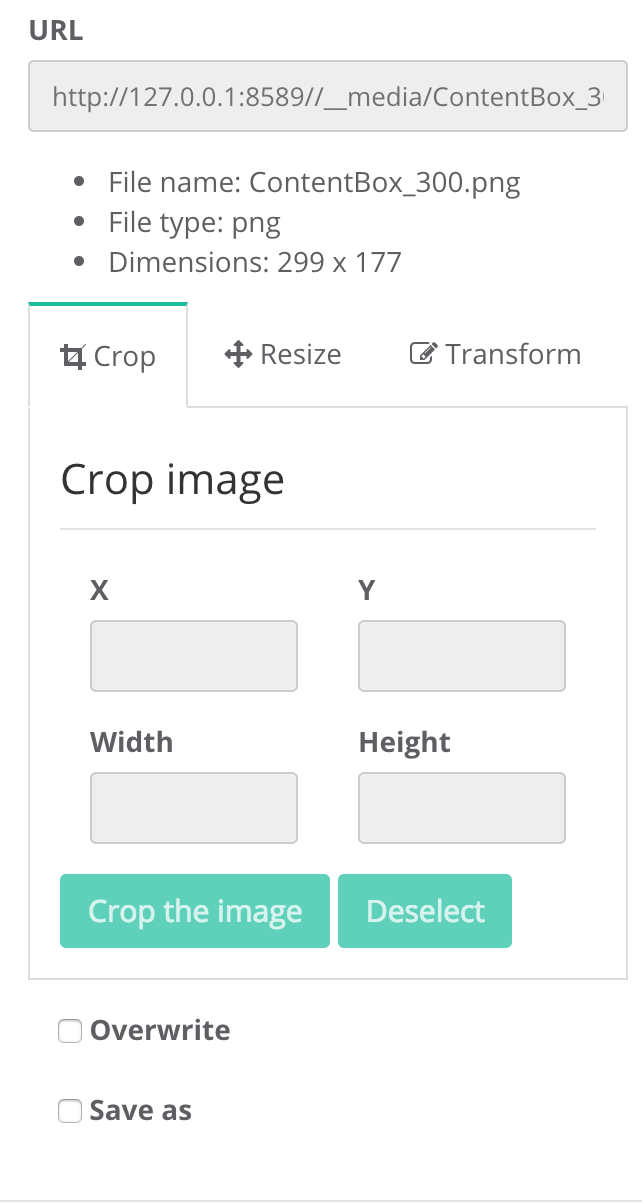 URL
http://127.0.0.1:8589//__media/ContentBox_3
File name: ContentBox_300.png
File type: png
Dimensions: 299 x 177
Crop Resize Transform
Crop image
X Y
Width Height
Crop the image Deselect
Overwrite
Save as